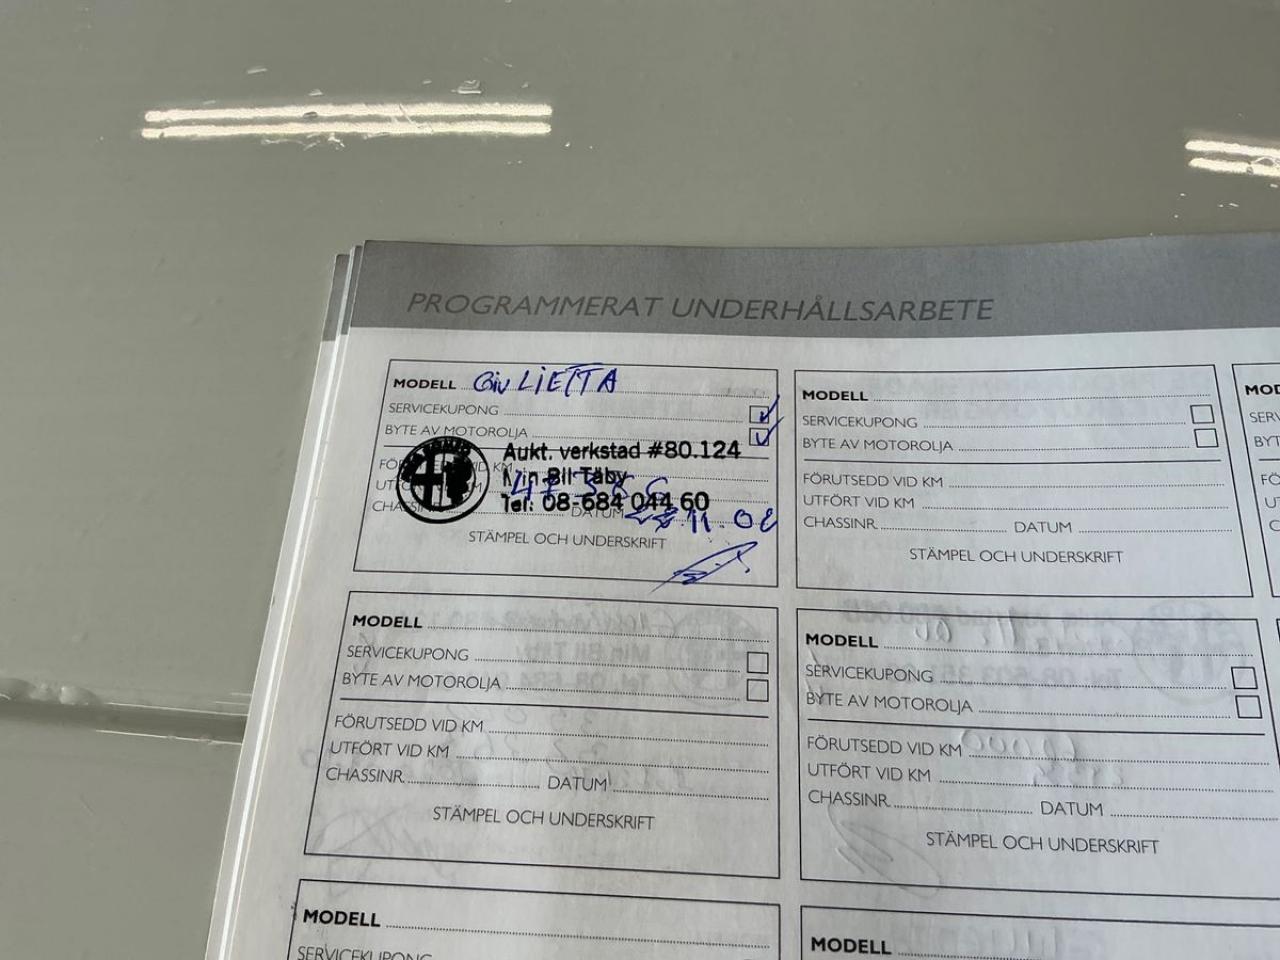 PROGRAMMERAT UNDERHÅLLSARBETE
MODELL GiuLiETTA
SERVICEKUPONG
BYTE AV MOTOROLJA
Aukt. verkstad #80.124
Min Bil Täby
Tel: 08-684 044 60
DATUM
STÄMPEL OCH UNDERSKRIFT
MODELL
SERVICEKUPONG
BYTE AV MOTOROLJA
FÖRUTSEDD VID KM
UTFÖRT VID KM
CHASSINR. DATUM
STÄMPEL OCH UNDERSKRIFT
MODELL
SERVICEKUPONG
BYTE AV MOTOROLJA
FÖRUTSEDD VID KM
UTFÖRT VID KM
CHASSINR. DATUM
STÄMPEL OCH UNDERSKRIFT
MODELL
SERVICEKUPONG
BYTE AV MOTOROLJA
FÖRUTSEDD VID KM
UTFÖRT VID KM
CHASSINR. DATUM
STÄMPEL OCH UNDERSKRIFT
MODELL
SERVICEKUPONG
MODELL